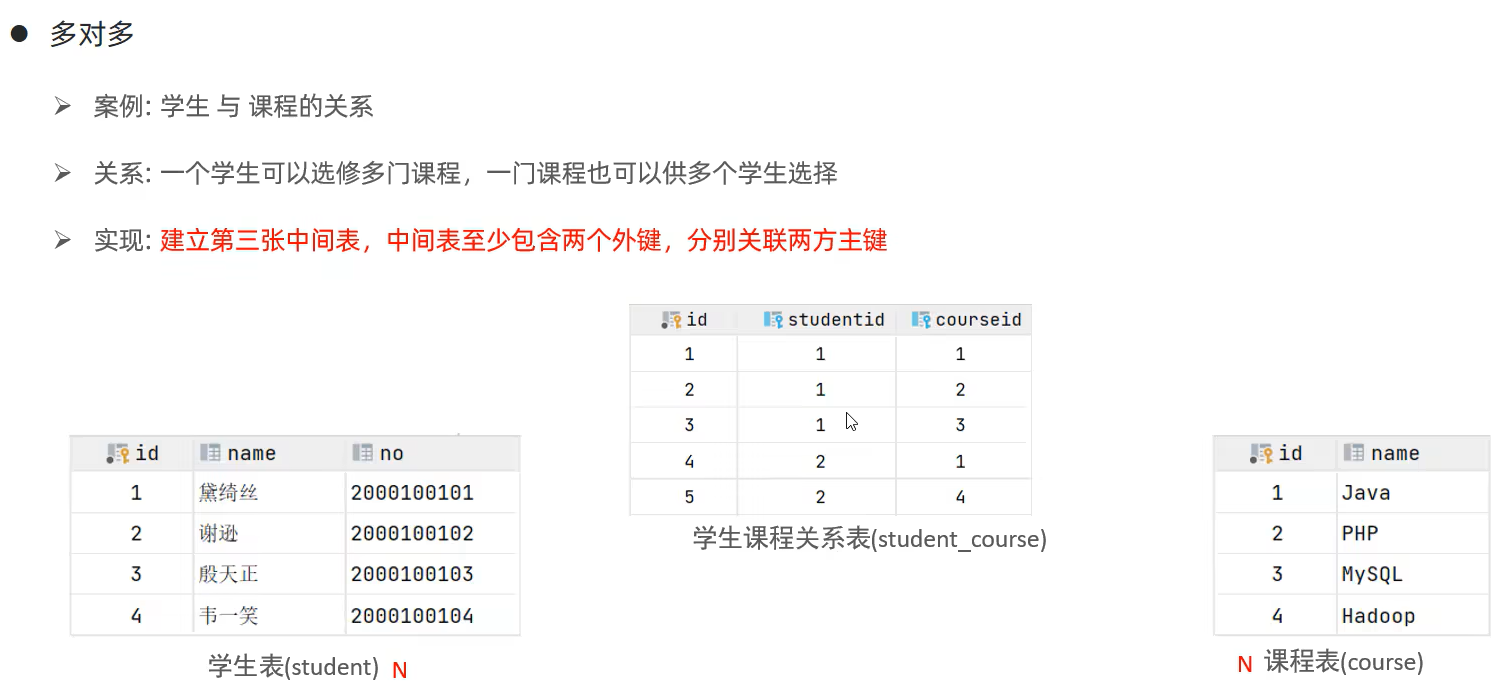 多对多
案例: 学生 与 课程的关系
关系: 一个学生可以选修多门课程，一门课程也可以供多个学生选择
实现: 建立第三张中间表，中间表至少包含两个外键，分别关联两方主键
id studentid courseid
1 1 1
2 1 2
3 1 3
4 2 1
5 2 4
学生课程关系表(student_course)
id name no
1 黛绮丝 2000100101
2 谢逊 2000100102
3 殷天正 2000100103
4 韦一笑 2000100104
学生表(student) N
id name
1 Java
2 PHP
3 MySQL
4 Hadoop
N 课程表(course)